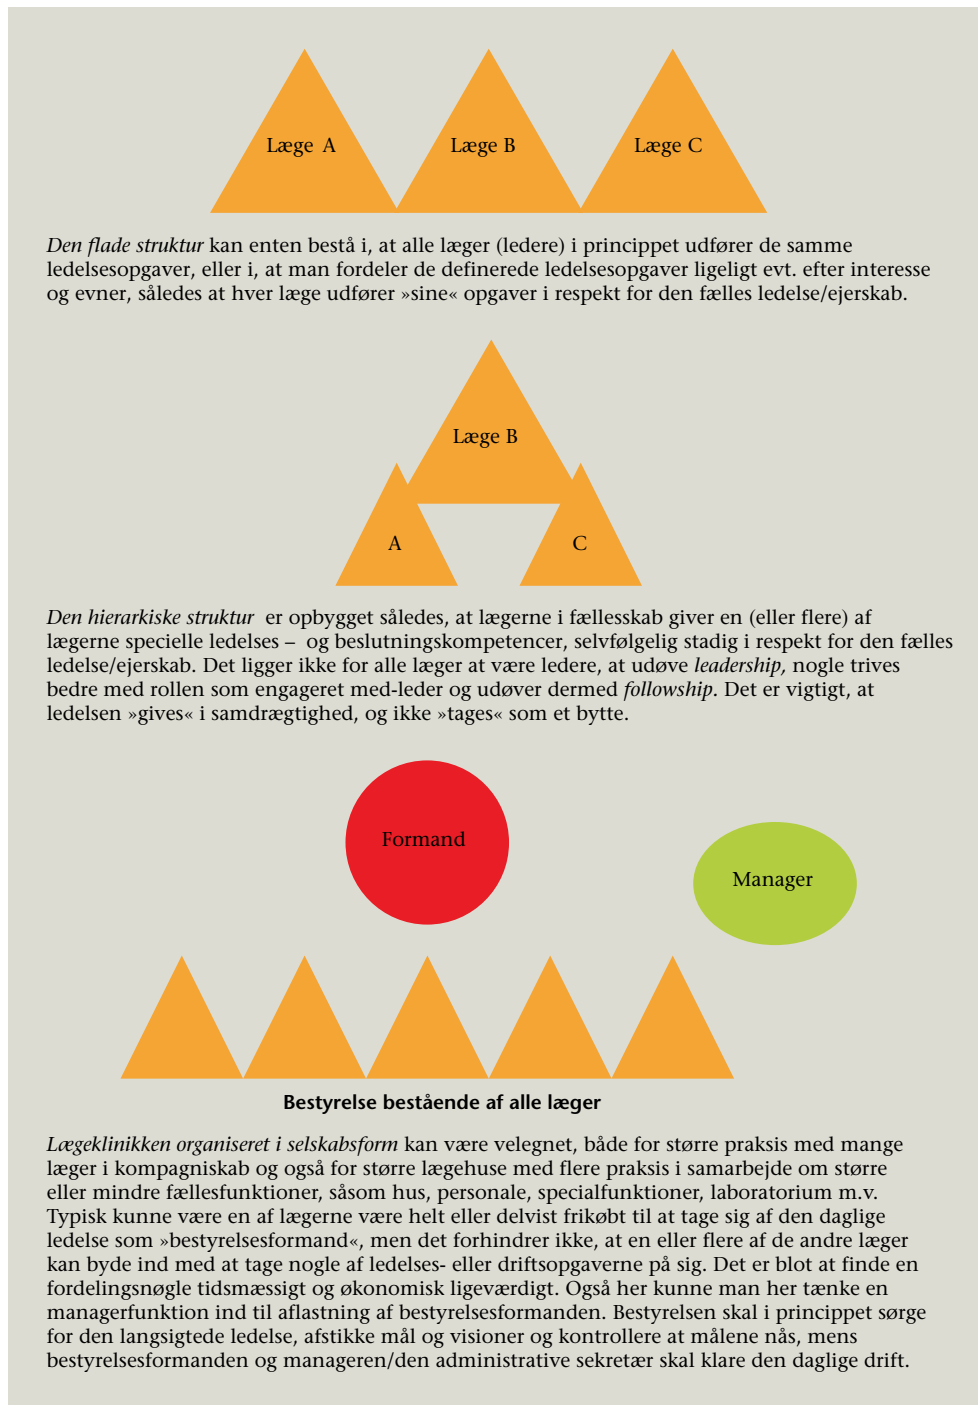 Læge A
Læge B
Læge C
Den flade struktur kan enten bestå i, at alle læger (ledere) i princippet udfører de samme
ledelsesopgaver, eller i, at man fordeler de definerede ledelsesopgaver ligeligt evt. efter interesse
og evner, således at hver læge udfører »sine« opgaver i respekt for den fælles ledelse/ejerskab.
Læge B
A
C
Den hierarkiske struktur er opbygget således, at lægerne i fællesskab giver en (eller flere) af
lægerne specielle ledelses – og beslutningskompetencer, selvfølgelig stadig i respekt for den fælles
ledelse/ejerskab. Det ligger ikke for alle læger at være ledere, at udøve leadership, nogle trives
bedre med rollen som engageret med-leder og udøver dermed followship. Det er vigtigt, at
ledelsen »gives« i samdrægtighed, og ikke »tages« som et bytte.
Formand
Manager
Bestyrelse bestående af alle læger
Lægeklinikken organiseret i selskabsform kan være velegnet, både for større praksis med mange
læger i kompagniskab og også for større lægehuse med flere praksis i samarbejde om større
eller mindre fællesfunktioner, såsom hus, personale, specialfunktioner, laboratorium m.v.
Typisk kunne være en af lægerne være helt eller delvist frikøbt til at tage sig af den daglige
ledelse som »bestyrelsesformand«, men det forhindrer ikke, at en eller flere af de andre læger
kan byde ind med at tage nogle af ledelses- eller driftsopgaverne på sig. Det er blot at finde en
fordelingsnøgle tidsmæssigt og økonomisk ligeværdigt. Også her kunne man her tænke en
managerfunktion ind til aflastning af bestyrelsesformanden. Bestyrelsen skal i princippet sørge
for den langsigtede ledelse, afstikke mål og visioner og kontrollere at målene nås, mens
bestyrelsesformanden og manageren/den administrative sekretær skal klare den daglige drift.